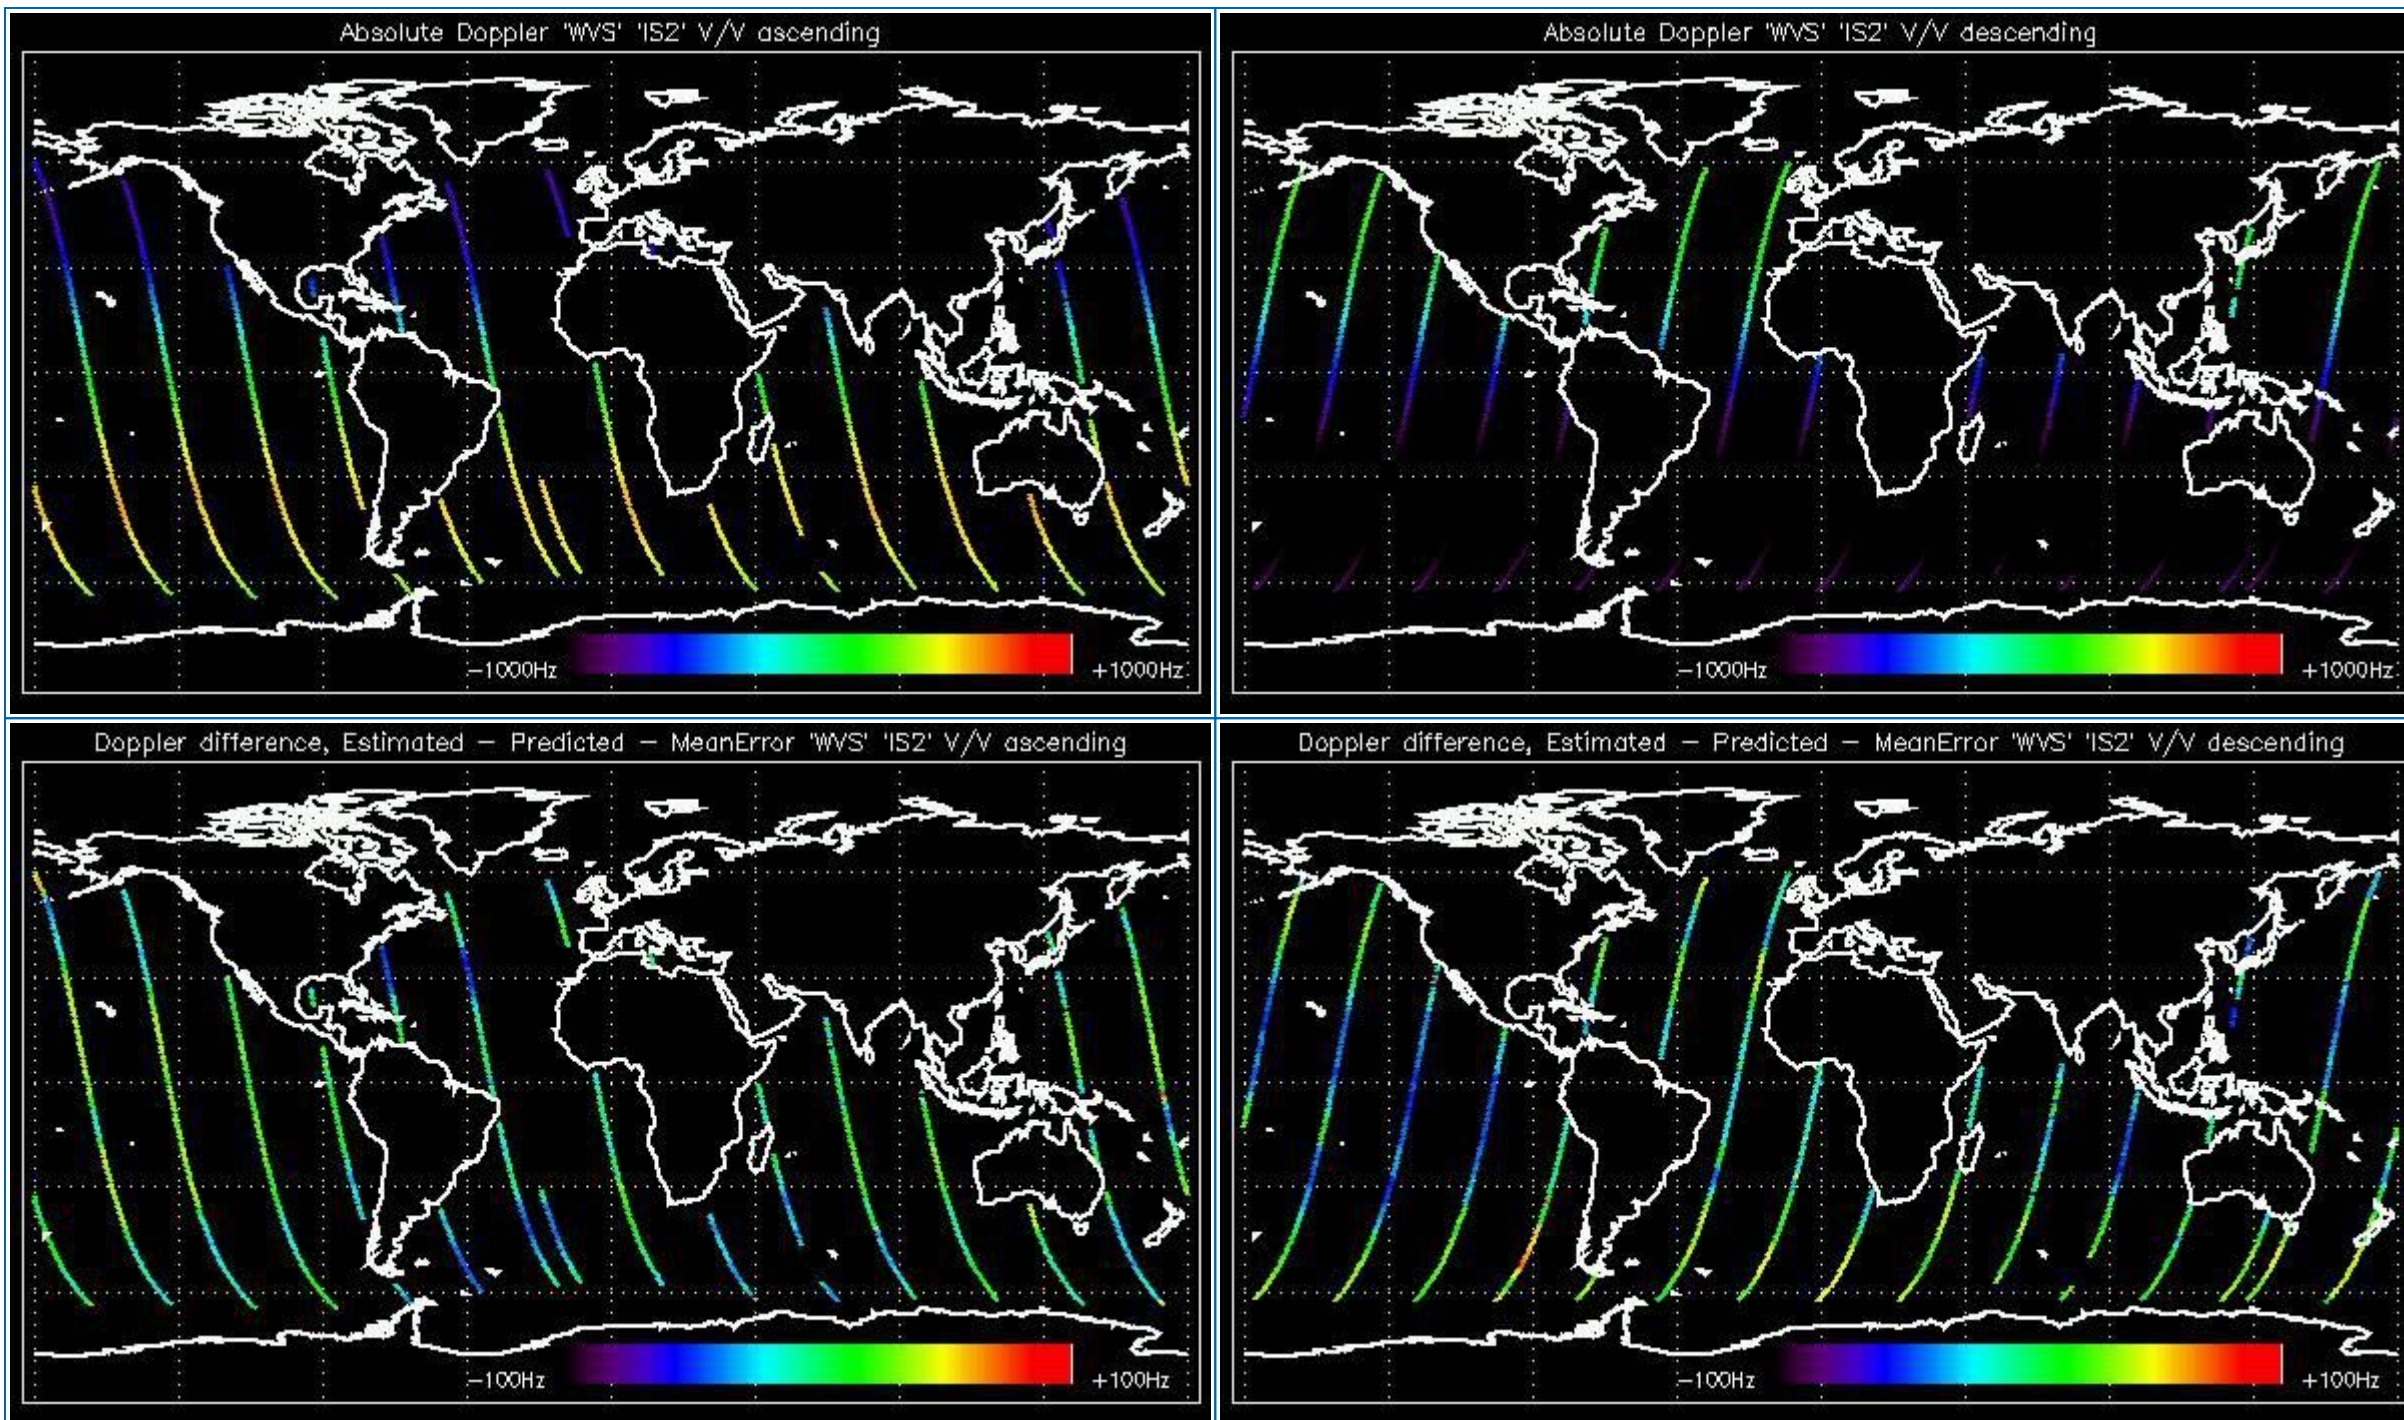 Absolute Doppler 'WVS' 'IS2' V/V ascending
-1000Hz
+1000Hz
Absolute Doppler 'WVS' 'IS2' V/V descending
-1000Hz
+1000Hz
Doppler difference, Estimated - Predicted - MeanError 'WVS' 'IS2' V/V ascending
-100Hz
+100Hz
Doppler difference, Estimated - Predicted - MeanError 'WVS' 'IS2' V/V descending
-100Hz
+100Hz